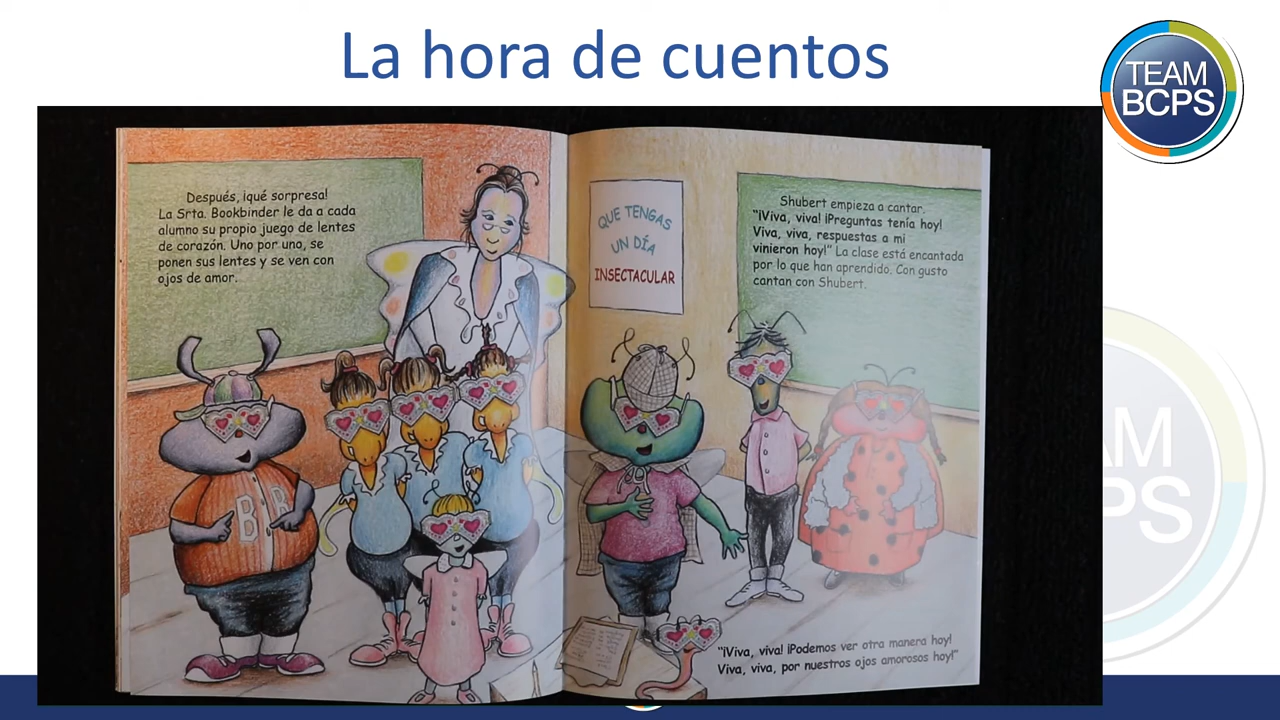 La hora de cuentos
TEAM
BCPS
Después, ¡qué sorpresa!
La Srta. Bookbinder le da a cada
alumno su propio juego de lentes
de corazón. Uno por uno, se
ponen sus lentes y se ven con
ojos de amor.
QUE TENGAS
UN DÍA
INSECTACULAR
Shubert empieza a cantar.
"¡Viva, viva! ¡Preguntas tenía hoy!
Viva, viva, respuestas a mi
vinieron hoy!" La clase está encantada
por lo que han aprendido. Con gusto
cantan con Shubert.
B R
"¡Viva, viva! ¡Podemos ver otra manera hoy!
Viva, viva, por nuestros ojos amorosos hoy!"
AM
PS